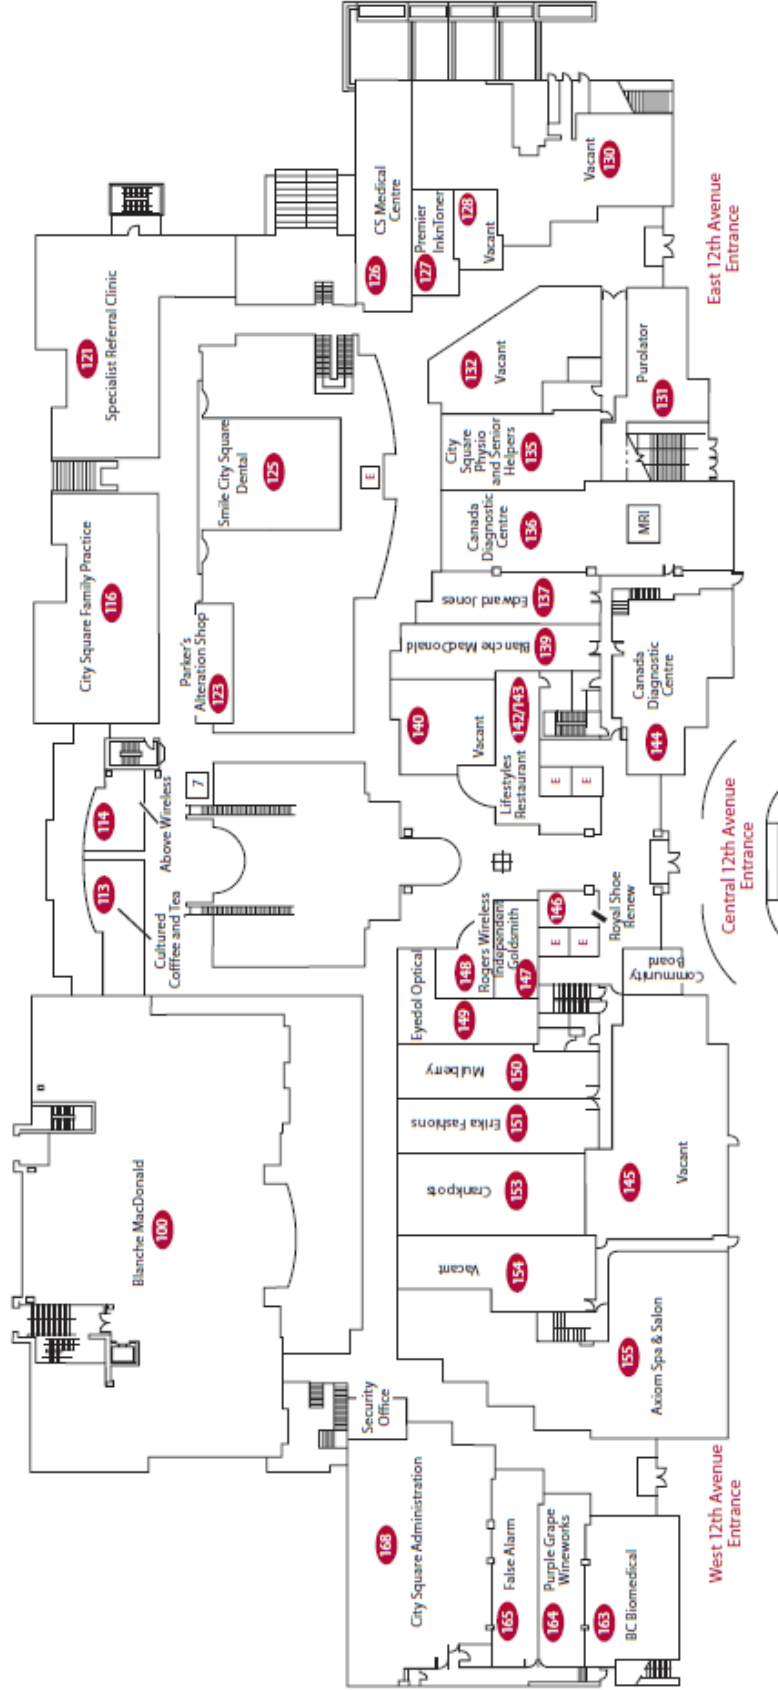 Blanche MacDonald
100
Cultured
Cofffee and Tea
113
114
Above Wireless
7
City Square Family Practice
116
Specialist Referral Clinic
121
Parker's
Alteration Shop
123
Smile City Square
Dental
125
E
Security
Office
City Square Administration
168
False Alarm
165
Purple Grape
Wineworks
164
163
BC Biomedical
West 12th Avenue
Entrance
155
Axiom Spa & Salon
Vacant
154
Crankpots
153
Erika Fashions
151
Mulberry
150
Eyedol Optical
149
148
Rogers Wireless
Independent
Goldsmith
147
146
E
E
Royal Shoe
Renew
145
Vacant
Community
Board
Central 12th Avenue
Entrance
140
Vacant
142/143
Lifestyles
Restaurant
E
E
Blanche MacDonald
139
Edward Jones
137
Canada
Diagnostic
Centre
144
Canada
Diagnostic
Centre
136
MRI
City
Square
Physio
and Senior
Helpers
135
132
Vacant
Purolator
131
CS Medical
Centre
126
Premier
InknToner
127
128
Vacant
Vacant
130
East 12th Avenue
Entrance